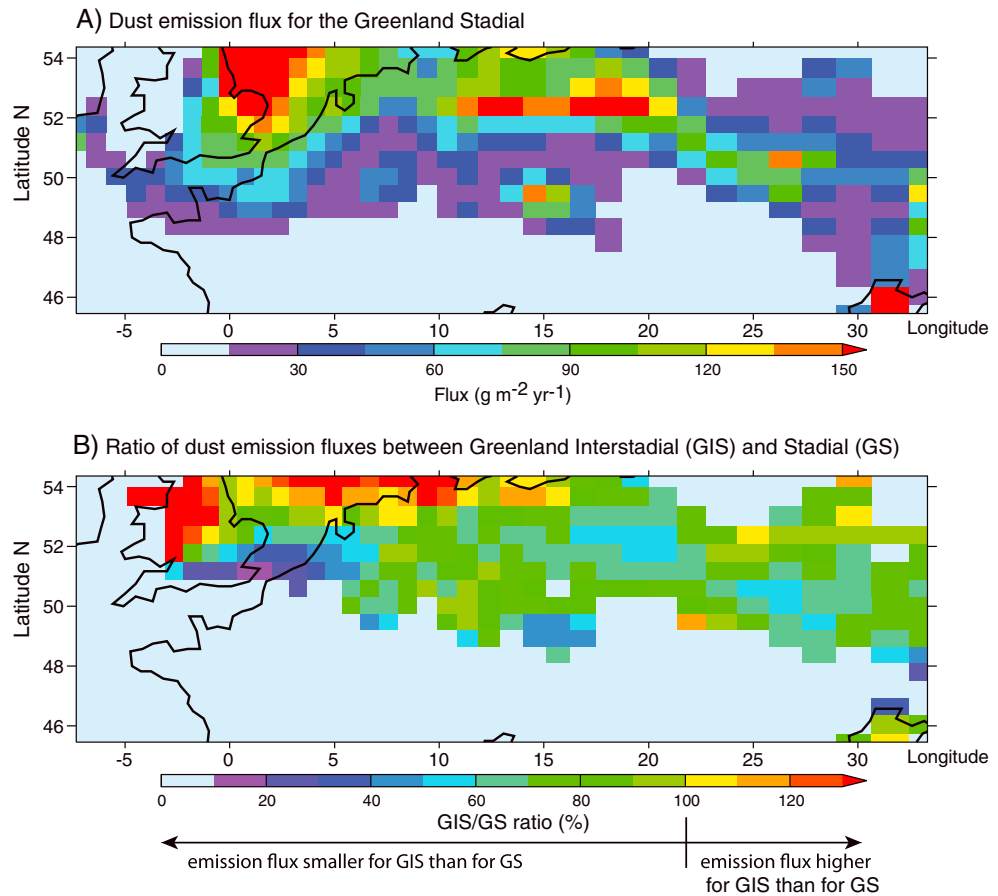 A) Dust emission flux for the Greenland Stadial
Latitude N
54
52
50
48
46
-5 0 5 10 15 20 25 30 Longitude
0 30 60 90 120 150
Flux (g m-2 yr-1)
B) Ratio of dust emission fluxes between Greenland Interstadial (GIS) and Stadial (GS)
Latitude N
54
52
50
48
46
-5 0 5 10 15 20 25 30 Longitude
0 20 40 60 80 100 120
GIS/GS ratio (%)
emission flux smaller for GIS than for GS
emission flux higher
for GIS than for GS